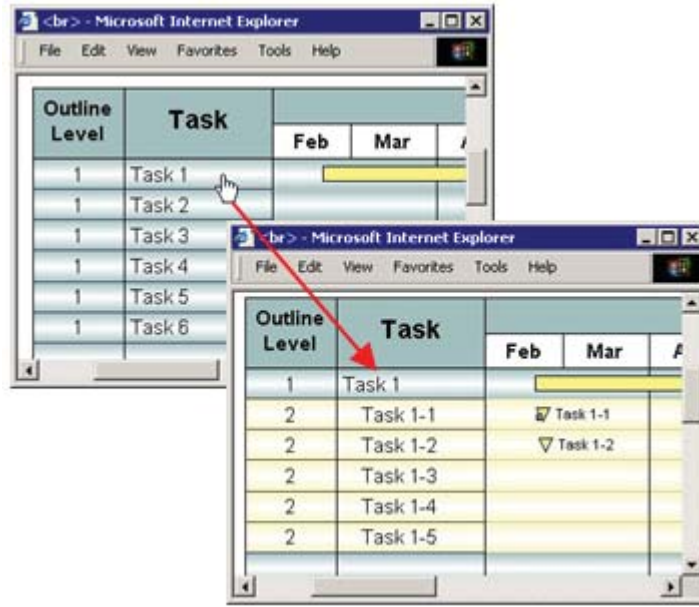 <br> - Microsoft Internet Explorer
File Edit View Favorites Tools Help
Outline Level
Task
Feb Mar
1 Task 1
1 Task 2
1 Task 3
1 Task 4
1 Task 5
1 Task 6
<br> - Microsoft Internet Explorer
File Edit View Favorites Tools Help
Outline Level
Task
Feb Mar
1 Task 1
2 Task 1-1 Task 1-1
2 Task 1-2 Task 1-2
2 Task 1-3
2 Task 1-4
2 Task 1-5